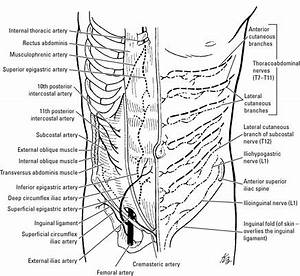 Internal thoracic artery
Rectus abdominis
Musculophrenic artery
Superior epigastric artery
10th posterior
intercostal artery
11th posterior
intercostal artery
Subcostal artery
External oblique muscle
Internal oblique muscle
Transversus abdominis muscle
Inferior epigastric artery
Deep circumflex iliac artery
Superficial epigastric artery
Inguinal ligament
Superficial circumflex
iliac artery
External iliac artery
Femoral artery
Cremasteric artery
Anterior
cutaneous
branches
Thoracoabdominal
nerves
(T7–T11)
Lateral
cutaneous
branches
Lateral cutaneous
branch of subcostal
nerve (T12)
Iliohypogastric
nerve (L1)
Anterior superior
iliac spine
Ilioinguinal nerve (L1)
Inguinal fold (of skin –
overlies the inguinal
ligament)